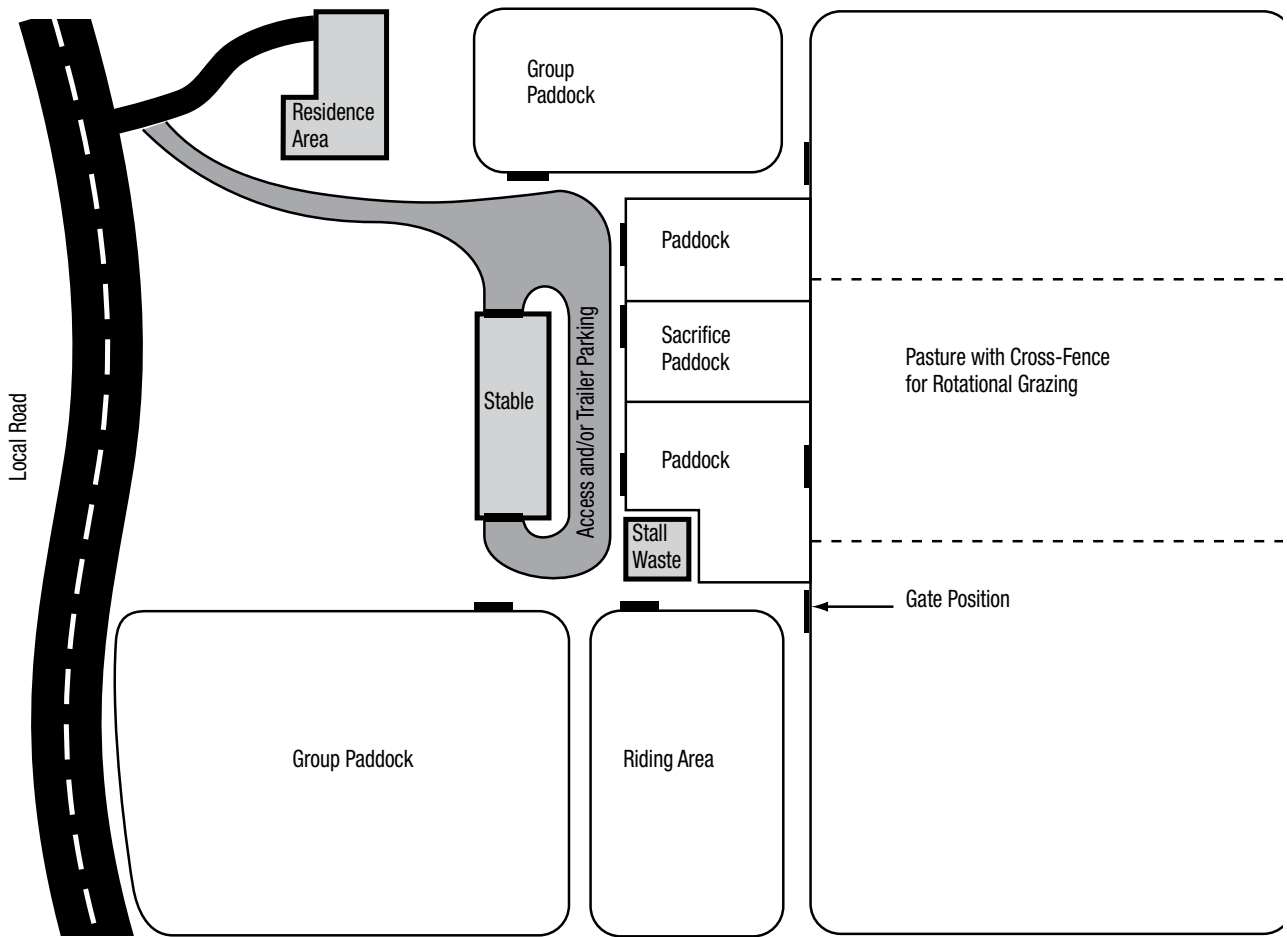 Group
Paddock
Residence
Area
Paddock
Sacrifice
Paddock
Pasture with Cross-Fence
for Rotational Grazing
Local Road
Stable
Access and/or Trailer Parking
Paddock
Stall
Waste
Gate Position
Group Paddock
Riding Area